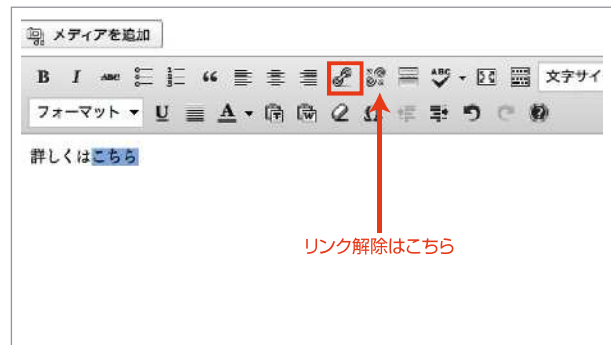 メディアを追加
B I ABC “ ABC 文字サイ
フォーマット U A T W Ω
詳しくはこちら
リンク解除はこちら